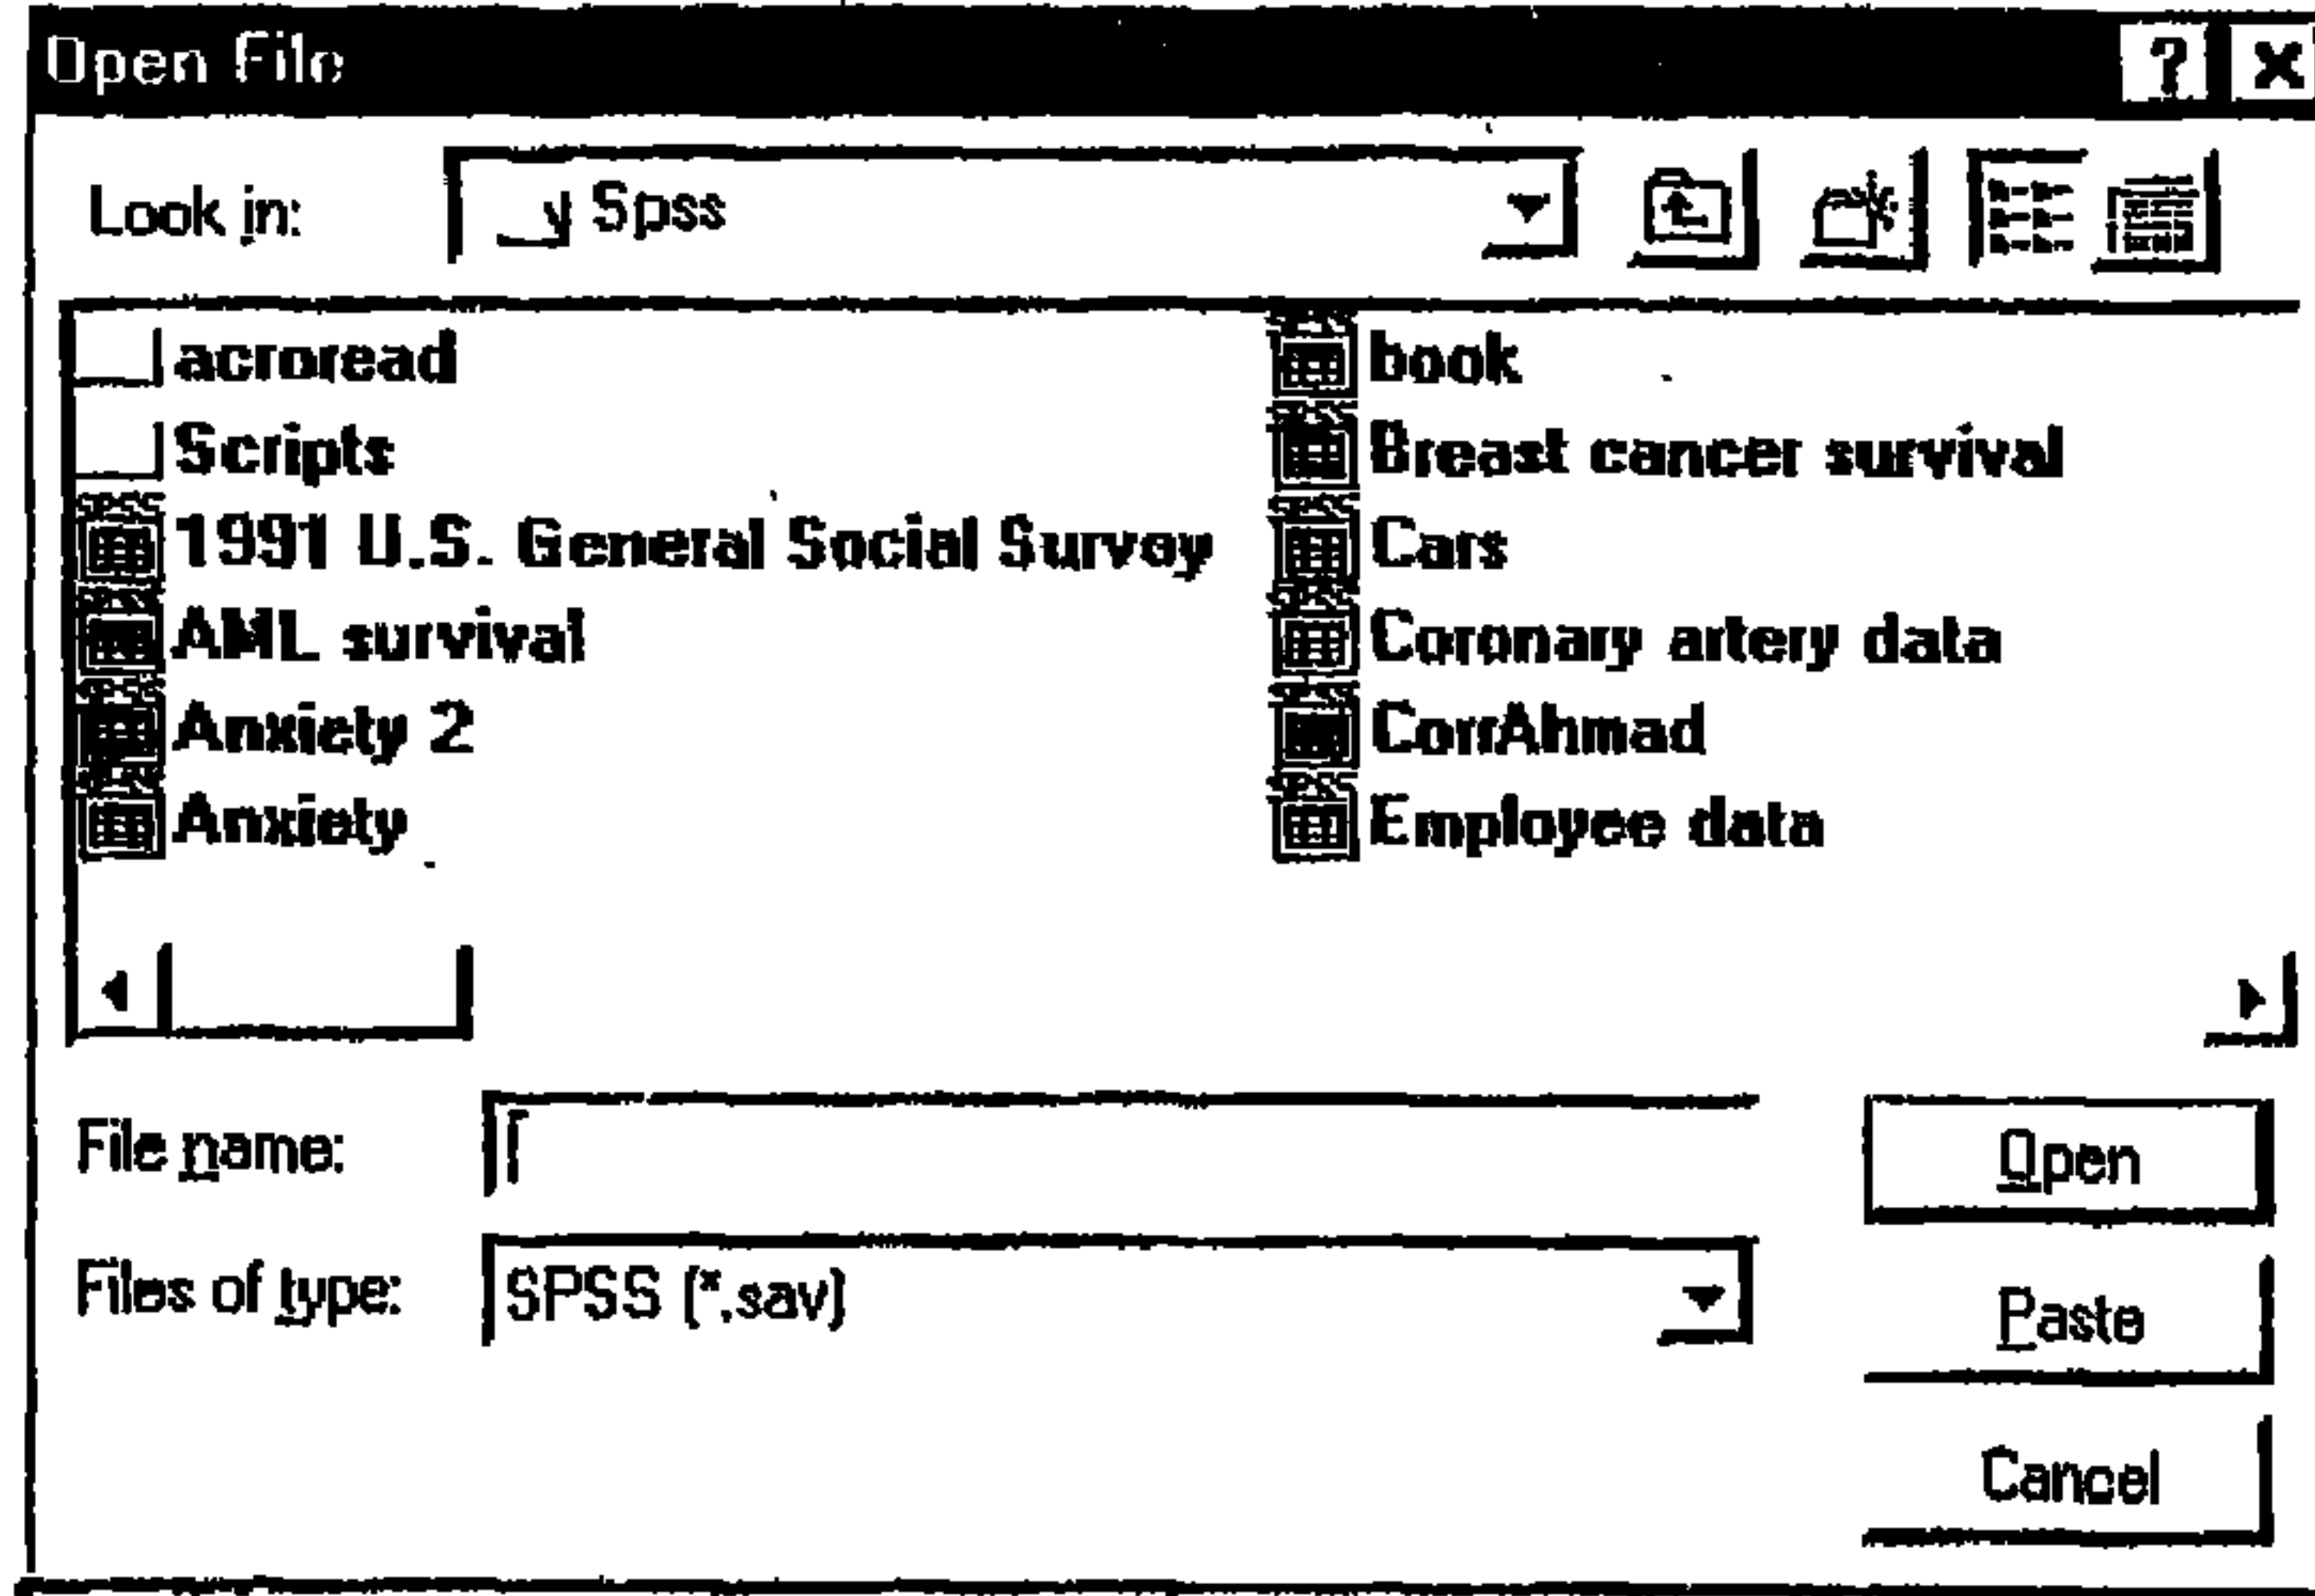 Open File
Look in: Spss
acroread
Scripts
1991 U.S. General Social Survey
AML survival
Anxiety 2
Anxiety
book
Breast cancer survival
Cars
Coronary artery data
CorrAhmad
Employee data
File name:
Open
Files of type: SPSS (*.sav)
Paste
Cancel